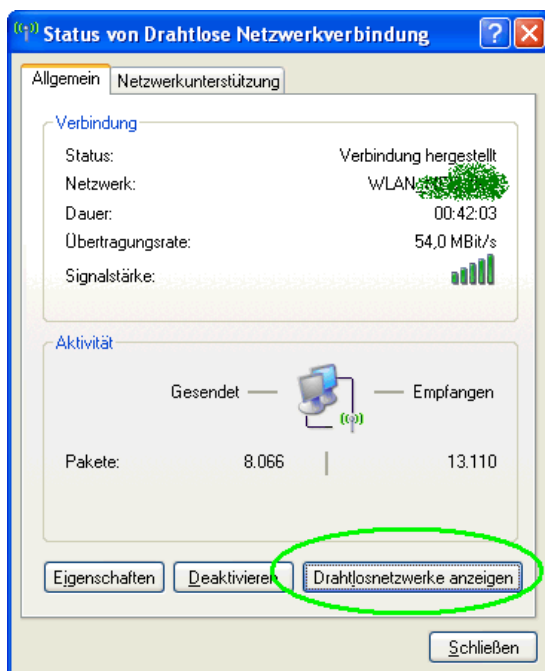 Status von Drahtlose Netzwerkverbindung
Allgemein Netzwerkunterstützung
Verbindung
Status: Verbindung hergestellt
Netzwerk: WLAN
Dauer: 00:42:03
Übertragungsrate: 54,0 MBit/s
Signalstärke:
Aktivität
Gesendet Empfangen
Pakete: 8.066 13.110
Eigenschaften Deaktivieren Drahtlosnetzwerke anzeigen
Schließen